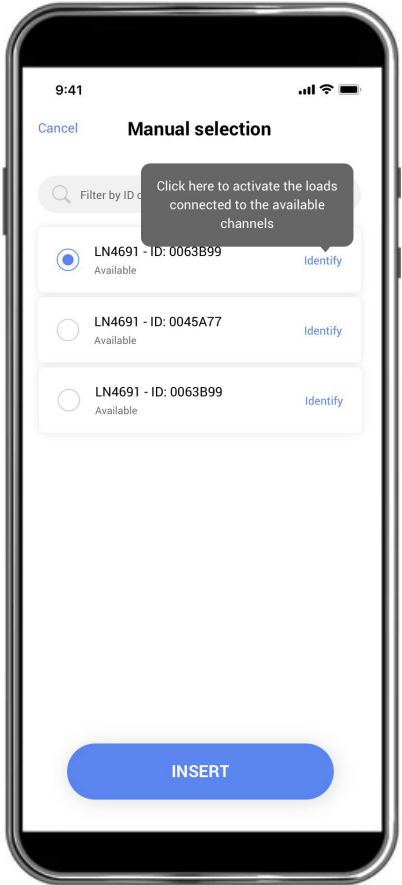 9:41
Cancel
Manual selection
Filter by ID
Click here to activate the loads
connected to the available
channels
LN4691 - ID: 0063B99
Available
Identify
LN4691 - ID: 0045A77
Available
Identify
LN4691 - ID: 0063B99
Available
Identify
INSERT